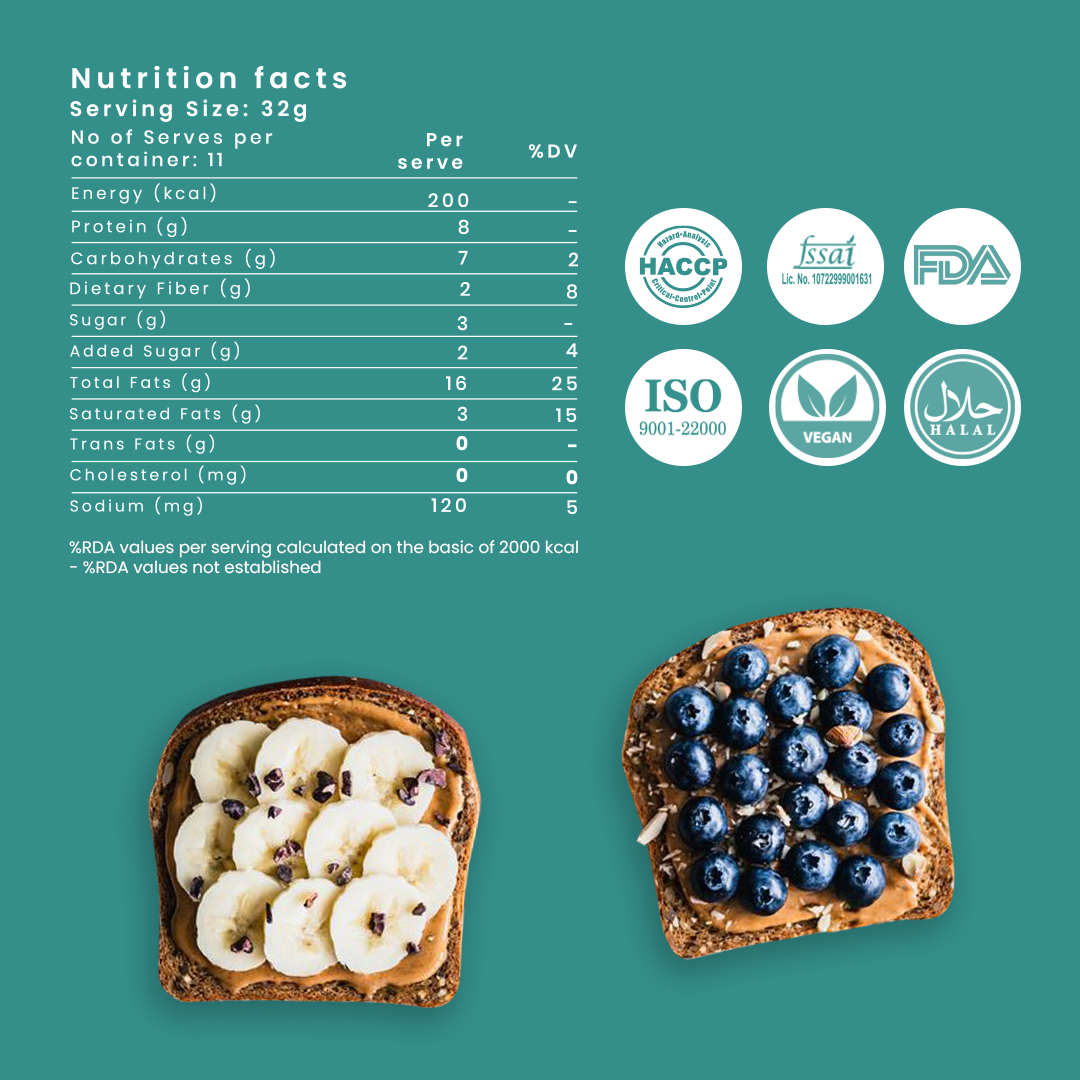 Nutrition facts
Serving Size: 32g
No of Serves per
container: 11
Per
serve
%DV
Energy (kcal) 200 -
Protein (g) 8 -
Carbohydrates (g) 7 2
Dietary Fiber (g) 2 8
Sugar (g) 3 -
Added Sugar (g) 2 4
Total Fats (g) 16 25
Saturated Fats (g) 3 15
Trans Fats (g) 0 -
Cholesterol (mg) 0 0
Sodium (mg) 120 5
%RDA values per serving calculated on the basic of 2000 kcal
- %RDA values not established
Hazard•Analysis
HACCP
Critical•Control•Point
fssai
Lic. No. 10722999001631
FDA
ISO
9001-22000
VEGAN
حلال
HALAL